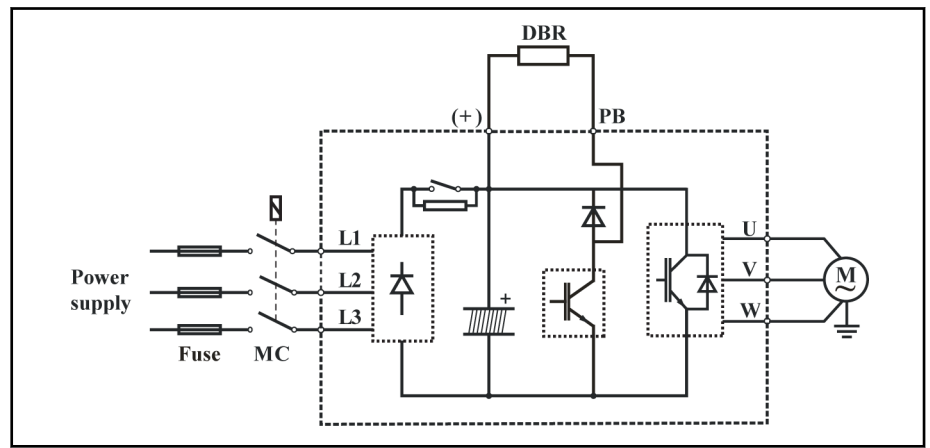 DBR
(+)
PB
L1
L2
L3
Power
supply
Fuse
MC
+
U
V
W
M
~